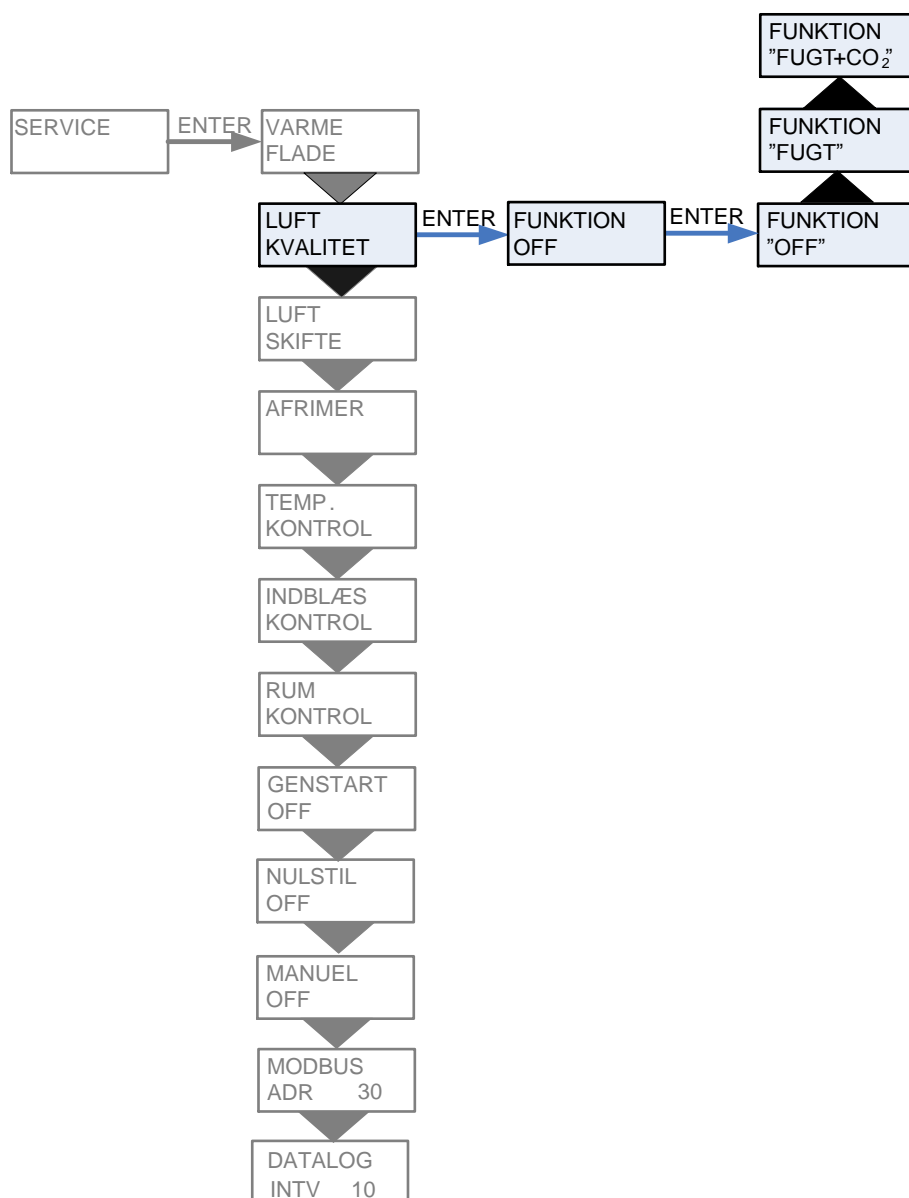 FUNKTION
"FUGT+CO₂"
SERVICE
ENTER
VARME
FLADE
FUNKTION
"FUGT"
LUFT
KVALITET
ENTER
FUNKTION
OFF
ENTER
FUNKTION
"OFF"
LUFT
SKIFTE
AFRIMER
TEMP.
KONTROL
INDBLÆS
KONTROL
RUM
KONTROL
GENSTART
OFF
NULSTIL
OFF
MANUEL
OFF
MODBUS
ADR 30
DATALOG
INTV 10